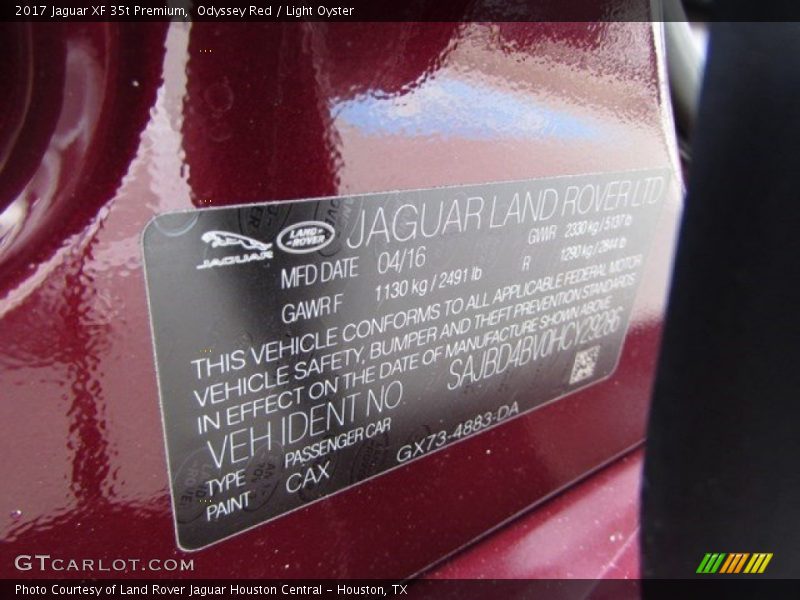 2017 Jaguar XF 35t Premium,  Odyssey Red / Light Oyster
JAGUAR LAND-ROVER JAGUAR LAND ROVER LTD
MFD DATE 04/16 GWR 2330 kg / 5137 lb
GAWR F 1130 kg / 2491 lb R 1290 kg / 2844 lb
THIS VEHICLE CONFORMS TO ALL APPLICABLE FEDERAL MOTOR
VEHICLE SAFETY, BUMPER AND THEFT PREVENTION STANDARDS
IN EFFECT ON THE DATE OF MANUFACTURE SHOWN ABOVE
VEH IDENT NO. SAJBD4BV0HCY29286
TYPE PASSENGER CAR
PAINT CAX GX73-4883-DA
GTCARLOT.COM
Photo Courtesy of Land Rover Jaguar Houston Central - Houston, TX